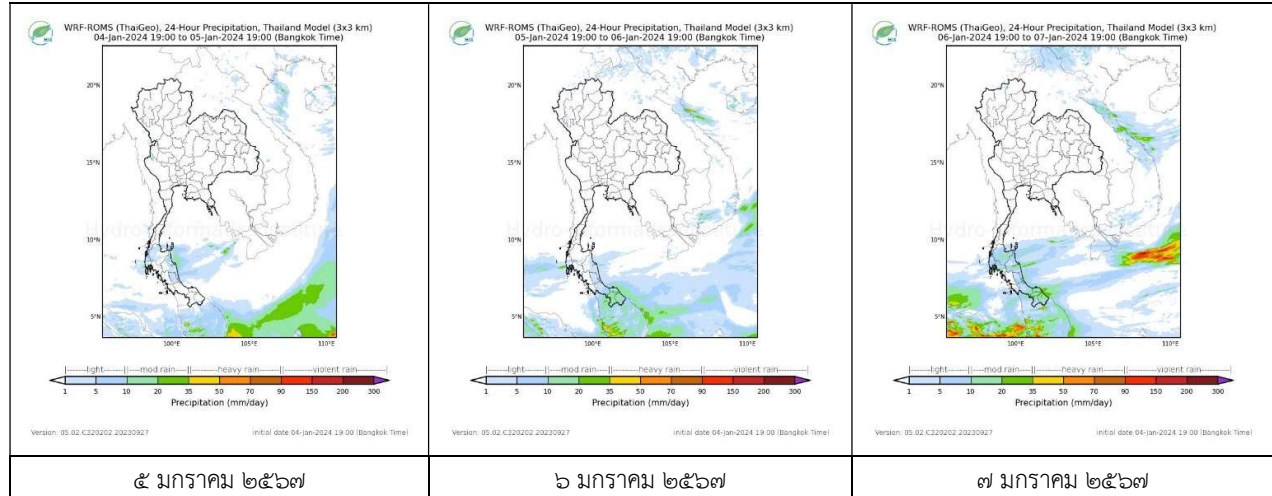 WRF-ROMS (ThaiGeo), 24-Hour Precipitation, Thailand Model (3x3 km)
04-Jan-2024 19:00 to 05-Jan-2024 19:00 (Bangkok Time)
20°N
15°N
10°N
5°N
100°E 105°E 110°E
light mod rain heavy rain violent rain
1 5 10 20 35 50 70 90 150 200 300
Precipitation (mm/day)
Version: 05.02.C320202 20230927 initial date 04-Jan-2024 19:00 (Bangkok Time)
๕ มกราคม ๒๕๖๗
WRF-ROMS (ThaiGeo), 24-Hour Precipitation, Thailand Model (3x3 km)
05-Jan-2024 19:00 to 06-Jan-2024 19:00 (Bangkok Time)
20°N
15°N
10°N
5°N
100°E 105°E 110°E
light mod rain heavy rain violent rain
1 5 10 20 35 50 70 90 150 200 300
Precipitation (mm/day)
Version: 05.02.C320202 20230927 initial date 04-Jan-2024 19:00 (Bangkok Time)
๖ มกราคม ๒๕๖๗
WRF-ROMS (ThaiGeo), 24-Hour Precipitation, Thailand Model (3x3 km)
06-Jan-2024 19:00 to 07-Jan-2024 19:00 (Bangkok Time)
20°N
15°N
10°N
5°N
100°E 105°E 110°E
light mod rain heavy rain violent rain
1 5 10 20 35 50 70 90 150 200 300
Precipitation (mm/day)
Version: 05.02.C320202 20230927 initial date 04-Jan-2024 19:00 (Bangkok Time)
๗ มกราคม ๒๕๖๗